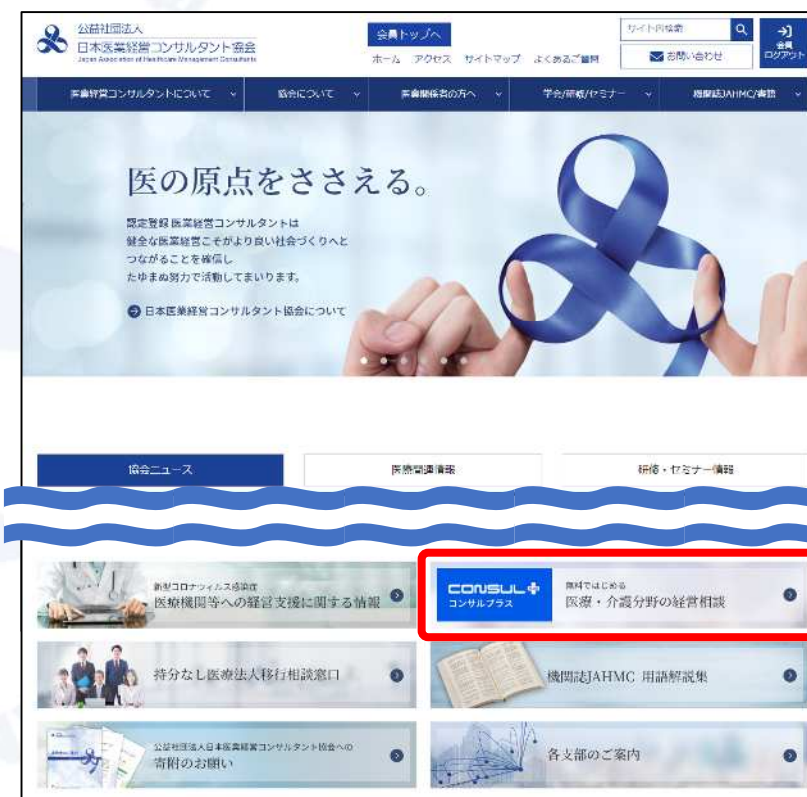 公益社団法人
日本医業経営コンサルタント協会
Japan Association of Healthcare Management Consultants
会員トップへ
ホーム アクセス サイトマップ よくあるご質問
サイト内検索
お問い合わせ
会員
ログアウト
医業経営コンサルタントについて
協会について
医業関係者の方へ
学会/研修/セミナー
機関誌JAHMC/書籍
医の原点をささえる。
認定登録 医業経営コンサルタントは
健全な医業経営こそがより良い社会づくりへと
つながることを確信し
たゆまぬ努力で活動してまいります。
日本医業経営コンサルタント協会について
協会ニュース
医療関連情報
研修・セミナー情報
新型コロナウィルス感染症
医療機関等への経営支援に関する情報
CONSUL
コンサルプラス
無料ではじめる
医療・介護分野の経営相談
持分なし医療法人移行相談窓口
機関誌JAHMC 用語解説集
公益社団法人日本医業経営コンサルタント協会への
寄附のお願い
各支部のご案内